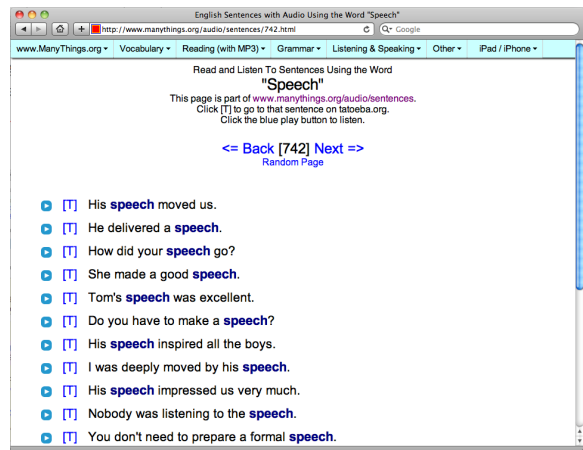 English Sentences with Audio Using the Word "Speech"
http://www.manythings.org/audio/sentences/742.html
Google
www.ManyThings.org Vocabulary Reading (with MP3) Grammar Listening & Speaking Other iPad / iPhone
Read and Listen To Sentences Using the Word
"Speech"
This page is part of www.manythings.org/audio/sentences.
Click [T] to go to that sentence on tatoeba.org.
Click the blue play button to listen.
<= Back [742] Next =>
Random Page
[T] His speech moved us.
[T] He delivered a speech.
[T] How did your speech go?
[T] She made a good speech.
[T] Tom's speech was excellent.
[T] Do you have to make a speech?
[T] His speech inspired all the boys.
[T] I was deeply moved by his speech.
[T] His speech impressed us very much.
[T] Nobody was listening to the speech.
[T] You don't need to prepare a formal speech.